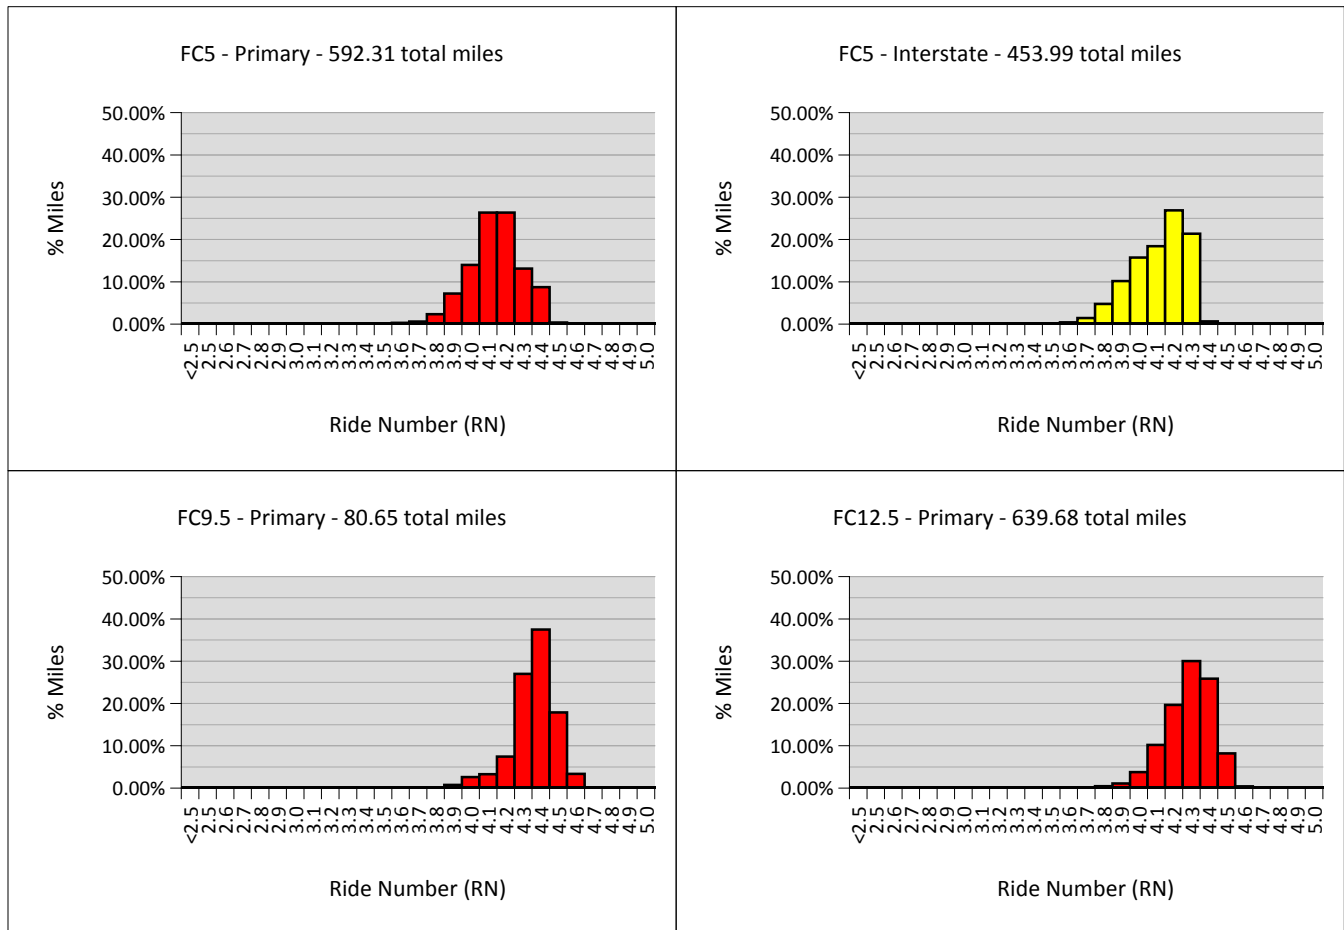 FC5 - Primary - 592.31 total miles
50.00%
40.00%
30.00%
20.00%
10.00%
0.00%
% Miles
<2.5 2.5 2.6 2.7 2.8 2.9 3.0 3.1 3.2 3.3 3.4 3.5 3.6 3.7 3.8 3.9 4.0 4.1 4.2 4.3 4.4 4.5 4.6 4.7 4.8 4.9 5.0
Ride Number (RN)
FC5 - Interstate - 453.99 total miles
50.00%
40.00%
30.00%
20.00%
10.00%
0.00%
% Miles
<2.5 2.5 2.6 2.7 2.8 2.9 3.0 3.1 3.2 3.3 3.4 3.5 3.6 3.7 3.8 3.9 4.0 4.1 4.2 4.3 4.4 4.5 4.6 4.7 4.8 4.9 5.0
Ride Number (RN)
FC9.5 - Primary - 80.65 total miles
50.00%
40.00%
30.00%
20.00%
10.00%
0.00%
% Miles
<2.5 2.5 2.6 2.7 2.8 2.9 3.0 3.1 3.2 3.3 3.4 3.5 3.6 3.7 3.8 3.9 4.0 4.1 4.2 4.3 4.4 4.5 4.6 4.7 4.8 4.9 5.0
Ride Number (RN)
FC12.5 - Primary - 639.68 total miles
50.00%
40.00%
30.00%
20.00%
10.00%
0.00%
% Miles
<2.5 2.5 2.6 2.7 2.8 2.9 3.0 3.1 3.2 3.3 3.4 3.5 3.6 3.7 3.8 3.9 4.0 4.1 4.2 4.3 4.4 4.5 4.6 4.7 4.8 4.9 5.0
Ride Number (RN)